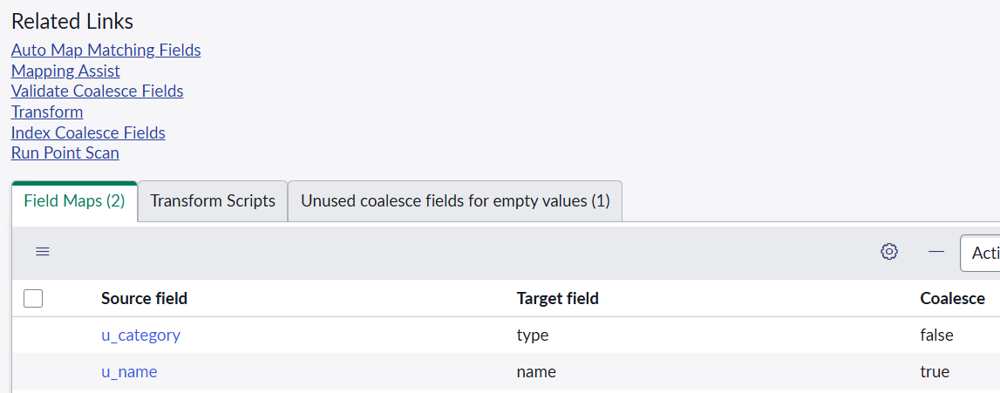 Related Links
Auto Map Matching Fields
Mapping Assist
Validate Coalesce Fields
Transform
Index Coalesce Fields
Run Point Scan
Field Maps (2) Transform Scripts Unused coalesce fields for empty values (1)
Acti
Source field Target field Coalesce
u_category type false
u_name name true